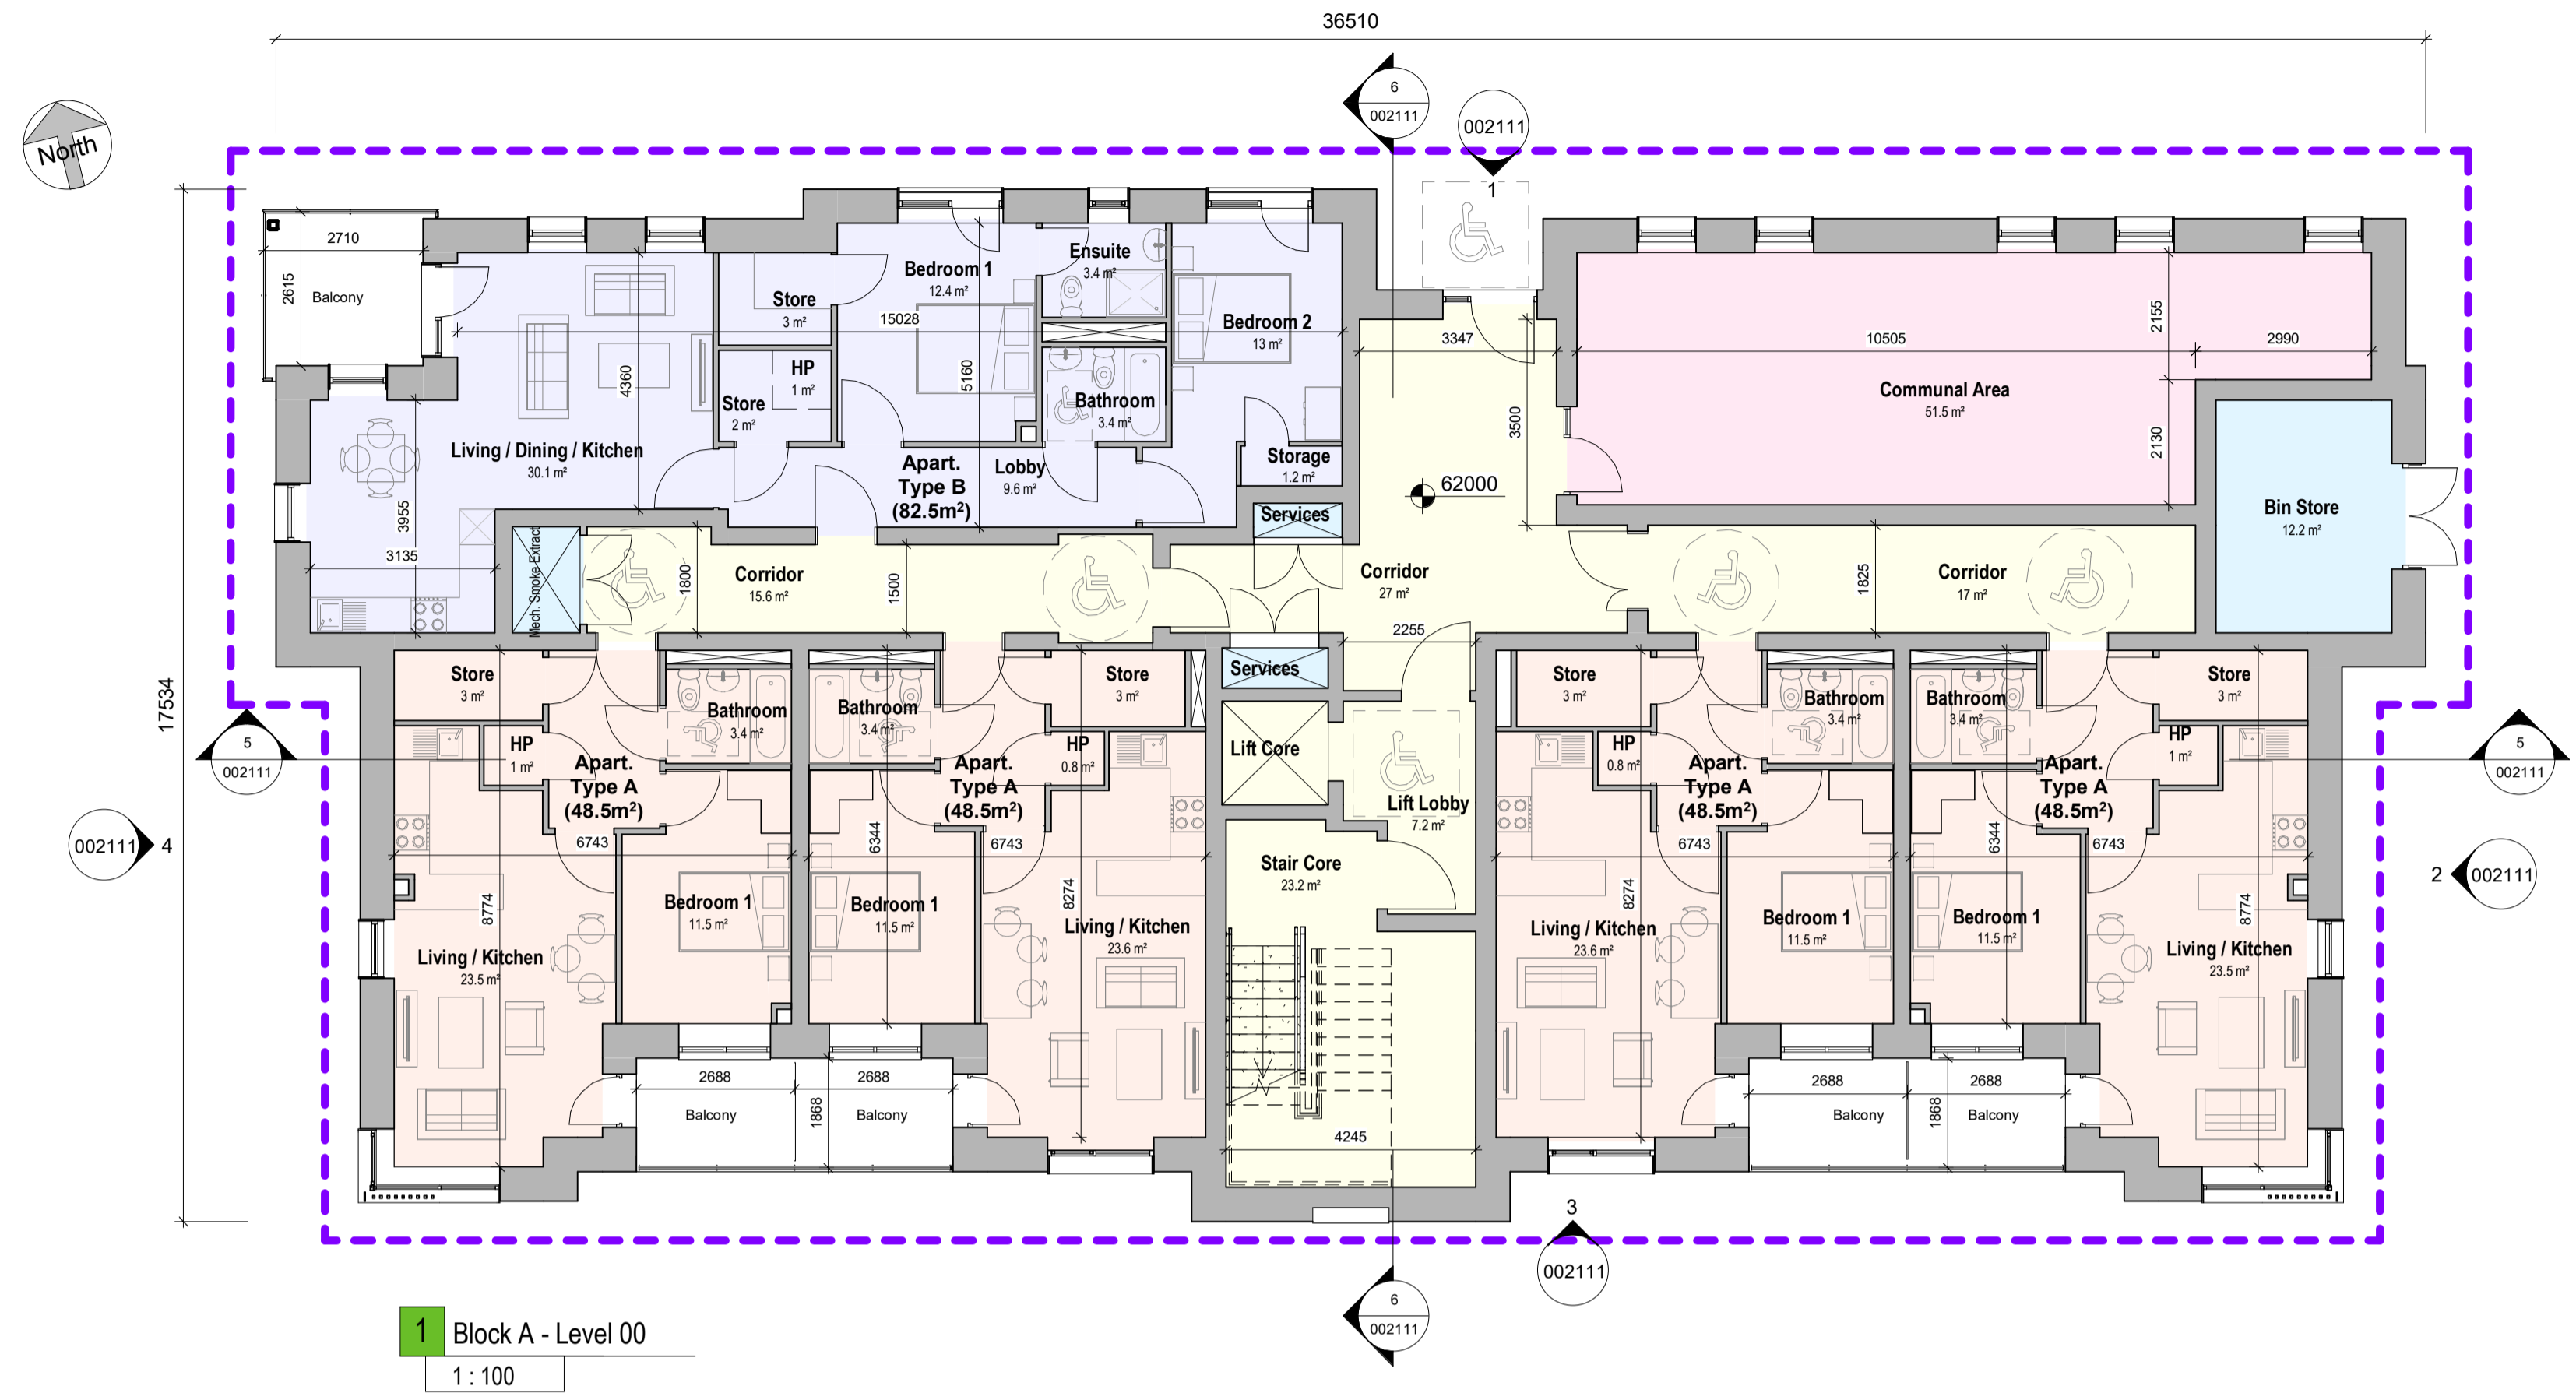 36510
6
002111
002111
1
North
2710
2615
Balcony
Ensuite
3.4 m²
Bedroom 1
12.4 m²
Store
3 m²
15028
Bedroom 2
13 m²
3347
10505
2990
2155
HP
1 m²
4360
5160
Store
2 m²
Bathroom
3.4 m²
Communal Area
51.5 m²
3500
2130
Living / Dining / Kitchen
30.1 m²
Apart.
Type B
(82.5m²)
Lobby
9.6 m²
Storage
1.2 m²
62000
Services
Bin Store
12.2 m²
3955
3135
Mech. Smoke Extract
1800
Corridor
15.6 m²
1500
Corridor
27 m²
1825
Corridor
17 m²
2255
17534
Store
3 m²
Bathroom
3.4 m²
Bathroom
3.4 m²
Store
3 m²
Services
Store
3 m²
Bathroom
3.4 m²
Bathroom
3.4 m²
Store
3 m²
5
002111
HP
1 m²
Apart.
Type A
(48.5m²)
Apart.
Type A
(48.5m²)
HP
0.8 m²
Lift Core
Lift Lobby
7.2 m²
HP
0.8 m²
Apart.
Type A
(48.5m²)
Apart.
Type A
(48.5m²)
HP
1 m²
5
002111
002111
4
6743
6344
6743
6743
6344
6743
2
002111
Stair Core
23.2 m²
8774
Bedroom 1
11.5 m²
Bedroom 1
11.5 m²
8274
Living / Kitchen
23.6 m²
8274
Living / Kitchen
23.6 m²
Bedroom 1
11.5 m²
Bedroom 1
11.5 m²
8774
Living / Kitchen
23.5 m²
Living / Kitchen
23.5 m²
2688
2688
Balcony
1868
Balcony
4245
2688
2688
Balcony
1868
Balcony
3
002111
6
002111
1
Block A - Level 00
1 : 100